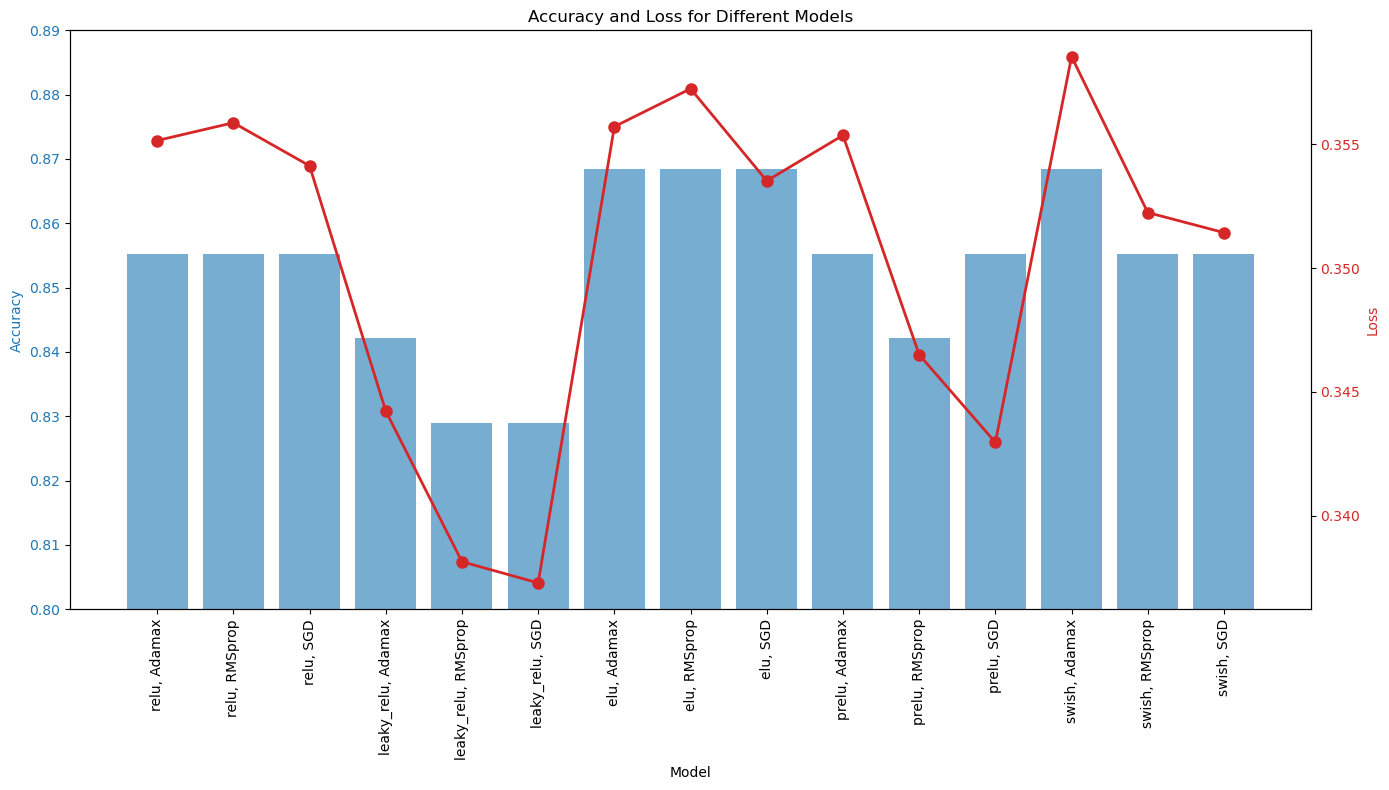 Accuracy and Loss for Different Models
0.89
0.88
0.87
0.86
0.85
0.84
0.83
0.82
0.81
0.80
Accuracy
0.355
0.350
0.345
0.340
Loss
relu, Adamax
relu, RMSprop
relu, SGD
leaky_relu, Adamax
leaky_relu, RMSprop
leaky_relu, SGD
elu, Adamax
elu, RMSprop
elu, SGD
prelu, Adamax
prelu, RMSprop
prelu, SGD
swish, Adamax
swish, RMSprop
swish, SGD
Model